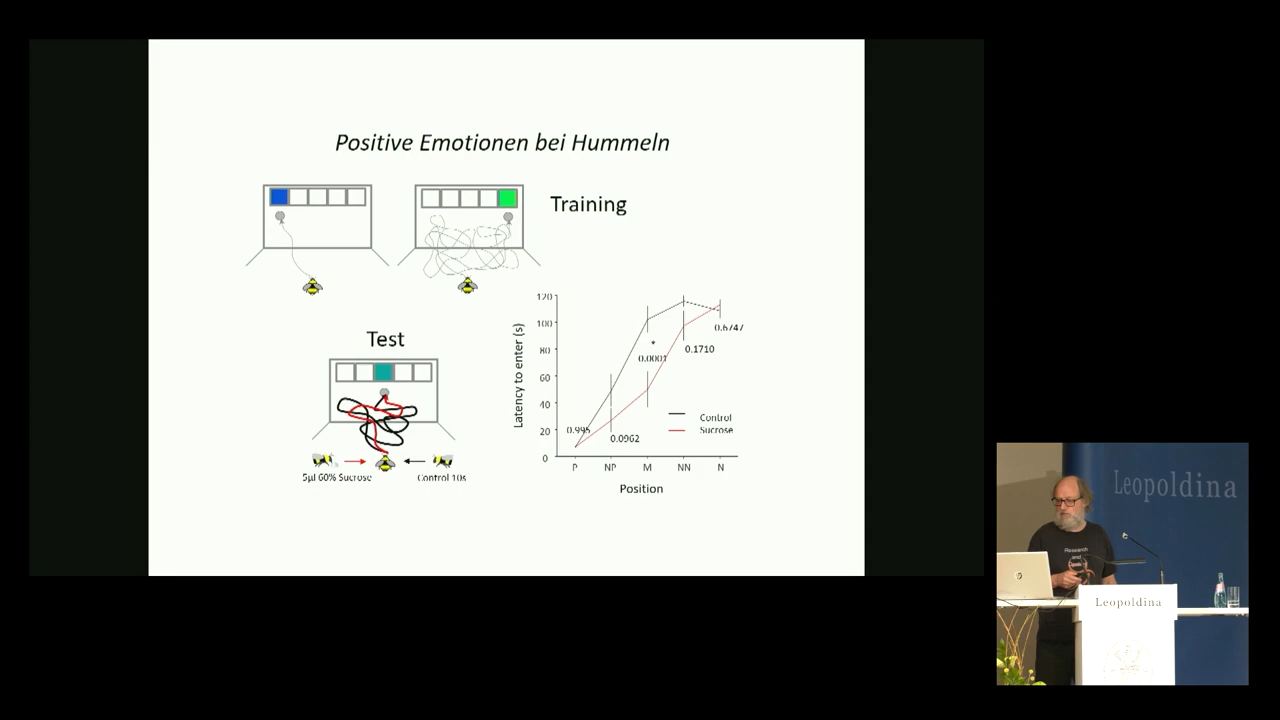 Positive Emotionen bei Hummeln
Training
Test
5µl 60% Sucrose
Control 10s
Latency to enter (s)
120
100
80
60
40
20
0
0.995
0.0962
*
0.0001
0.1710
0.6747
Control
Sucrose
P NP M NN N
Position
Leopoldina
Research
and
Leopoldina